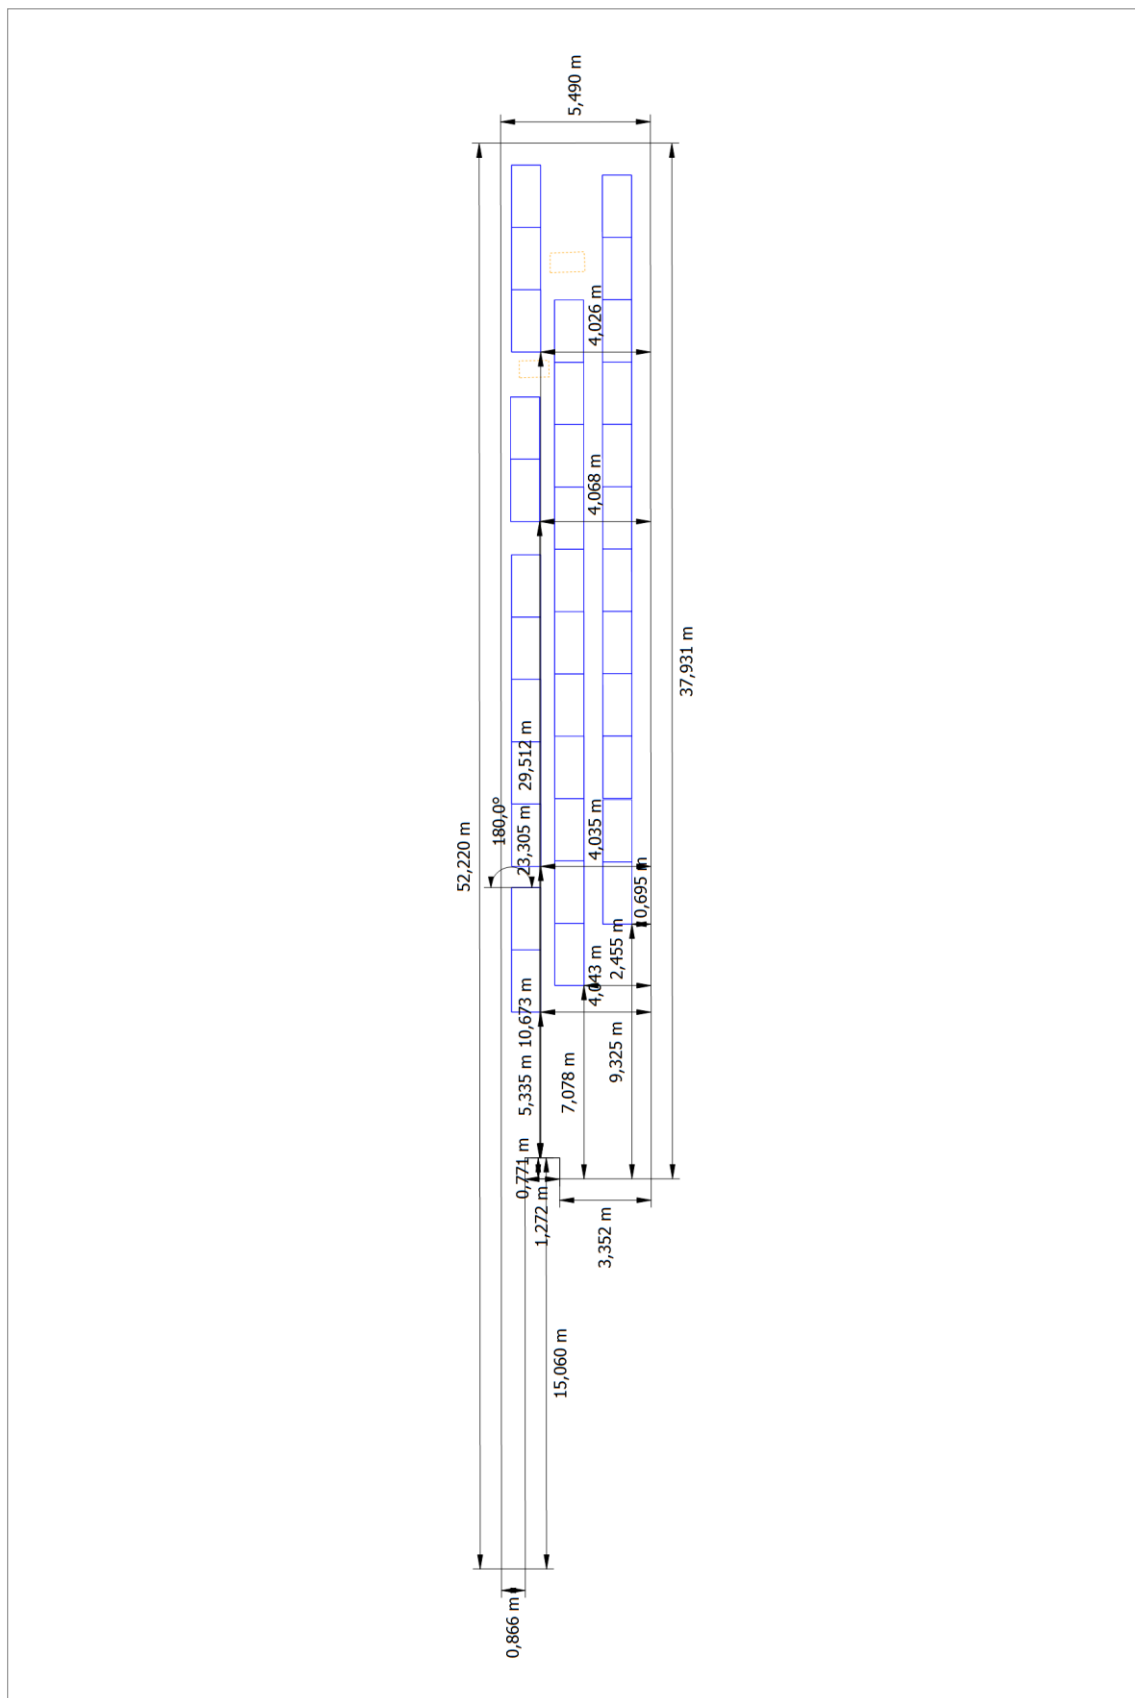 5,490 m
4,026 m
4,068 m
37,931 m
29,512 m
180,0°
23,305 m
4,035 m
52,220 m
0,695 m
2,455 m
4,043 m
10,673 m
9,325 m
5,335 m
7,078 m
0,771 m
1,272 m
3,352 m
15,060 m
0,866 m